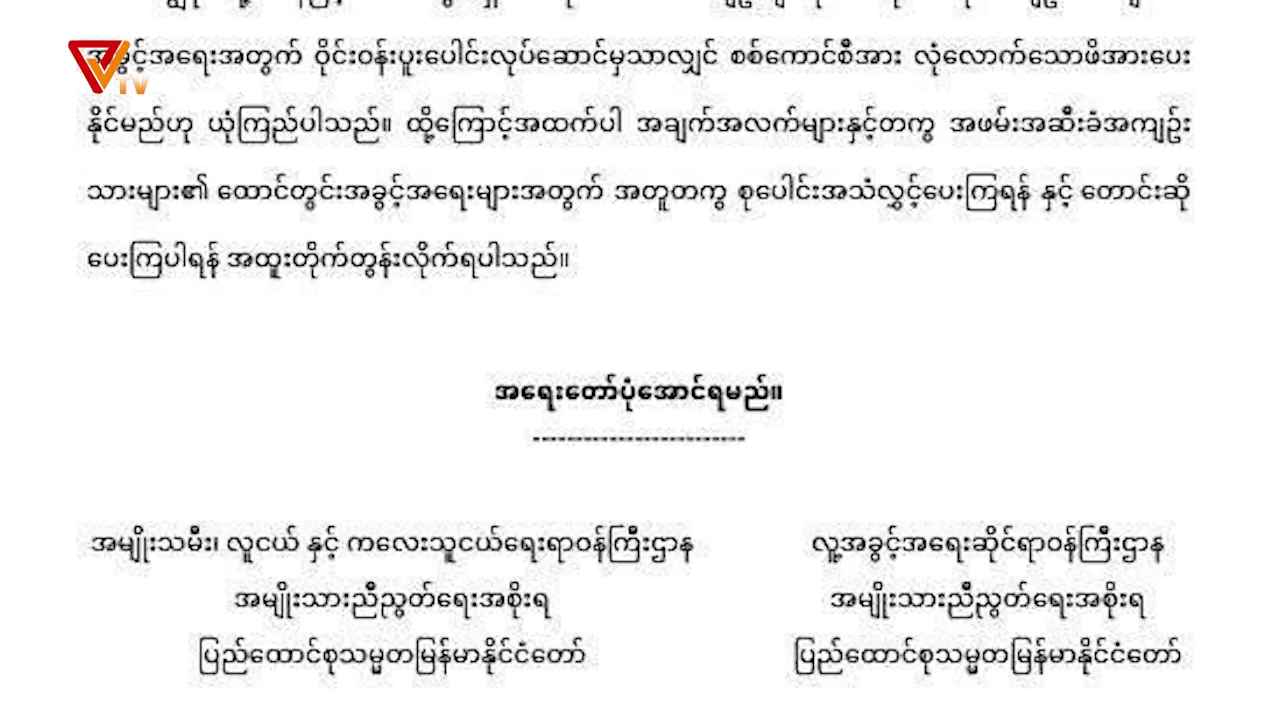 အခွင့်အရေးအတွက် ဝိုင်းဝန်းပူးပေါင်းလုပ်ဆောင်မှသာလျှင် စစ်ကောင်စီအား လုံလောက်သောဖိအားပေး
နိုင်မည်ဟု ယုံကြည်ပါသည်။ ထို့ကြောင့်အထက်ပါ အချက်အလက်များနှင့်တကွ အဖမ်းအဆီးခံအကျဥ်း
သားများ၏ ထောင်တွင်းအခွင့်အရေးများအတွက် အတူတကွ စုပေါင်းအသံလွှင့်ပေးကြရန် နှင့် တောင်းဆို
ပေးကြပါရန် အထူးတိုက်တွန်းလိုက်ရပါသည်။
အရေးတော်ပုံအောင်ရမည်။
-------------------------
အမျိုးသမီး၊ လူငယ် နှင့် ကလေးသူငယ်ရေးရာဝန်ကြီးဌာန
အမျိုးသားညီညွတ်ရေးအစိုးရ
ပြည်ထောင်စုသမ္မတမြန်မာနိုင်ငံတော်
လူ့အခွင့်အရေးဆိုင်ရာဝန်ကြီးဌာန
အမျိုးသားညီညွတ်ရေးအစိုးရ
ပြည်ထောင်စုသမ္မတမြန်မာနိုင်ငံတော်
TV